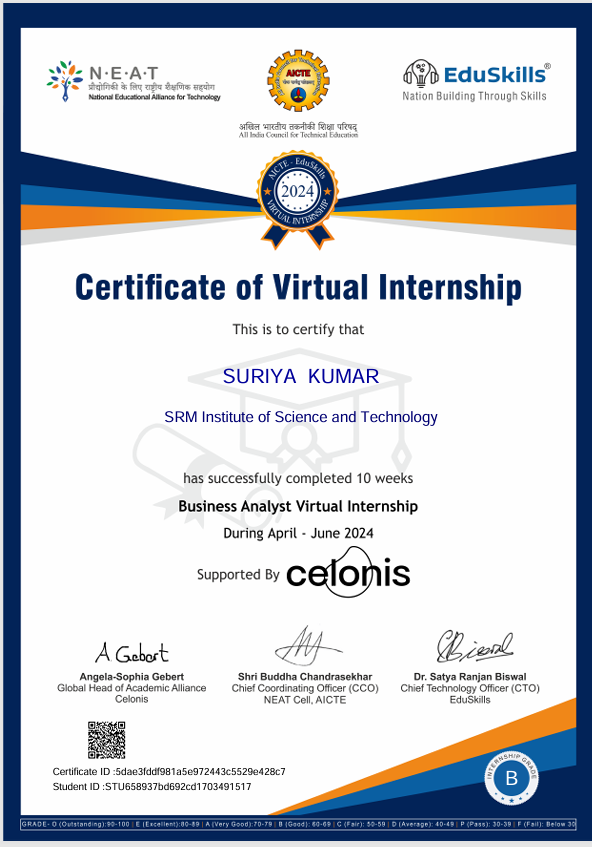 N·E·A·T
प्रौद्योगिकी के लिए राष्ट्रीय शैक्षणिक सहयोग
National Educational Alliance for Technology
AICTE
अखिल भारतीय तकनीकी शिक्षा परिषद्
All India Council for Technical Education
EduSkills®
Nation Building Through Skills
AICTE - EduSkills
2024
VIRTUAL INTERNSHIP
Certificate of Virtual Internship
This is to certify that
SURIYA KUMAR
SRM Institute of Science and Technology
has successfully completed 10 weeks
Business Analyst Virtual Internship
During April - June 2024
Supported By celonis
A Gebert
Angela-Sophia Gebert
Global Head of Academic Alliance
Celonis
Shri Buddha Chandrasekhar
Chief Coordinating Officer (CCO)
NEAT Cell, AICTE
Dr. Satya Ranjan Biswal
Chief Technology Officer (CTO)
EduSkills
Certificate ID :5dae3fddf981a5e972443c5529e428c7
Student ID :STU658937bd692cd1703491517
INTERNSHIP GRADE
B
GRADE- O (Outstanding):90-100 | E (Excellent):80-89 | A (Very Good):70-79 | B (Good): 60-69 | C (Fair): 50-59 | D (Average): 40-49 | P (Pass): 30-39 | F (Fail): Below 30